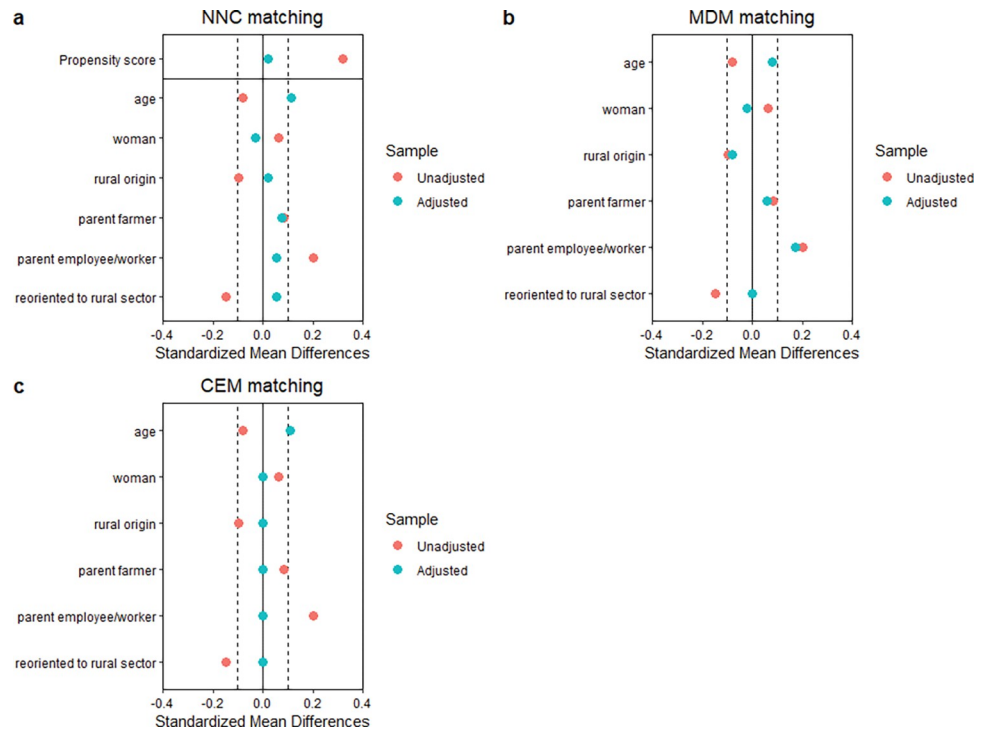 a
NNC matching
Propensity score
age
woman
rural origin
parent farmer
parent employee/worker
reoriented to rural sector
-0.4 -0.2 0.0 0.2 0.4
Standardized Mean Differences
Sample
Unadjusted
Adjusted
b
MDM matching
age
woman
rural origin
parent farmer
parent employee/worker
reoriented to rural sector
-0.4 -0.2 0.0 0.2 0.4
Standardized Mean Differences
Sample
Unadjusted
Adjusted
c
CEM matching
age
woman
rural origin
parent farmer
parent employee/worker
reoriented to rural sector
-0.4 -0.2 0.0 0.2 0.4
Standardized Mean Differences
Sample
Unadjusted
Adjusted